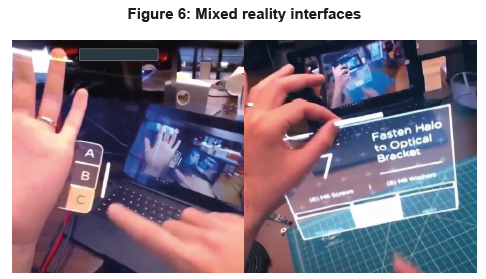 Figure 6: Mixed reality interfaces
A
B
C
7
Fasten Halo
to Optical
Bracket
(6) M6 Screws
(6) M6 Washers